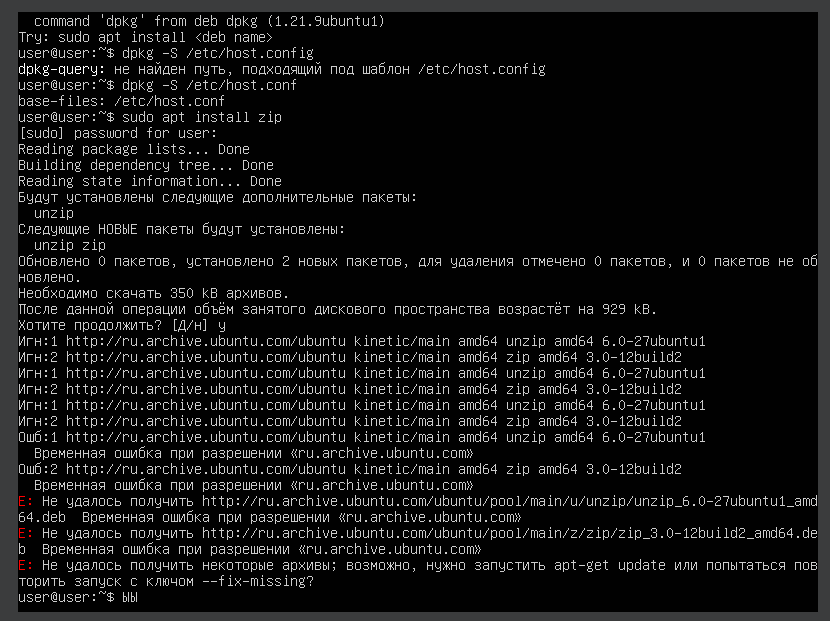 command 'dpkg' from deb dpkg (1.21.9ubuntu1)
Try: sudo apt install <deb name>
user@user:~$ dpkg -S /etc/host.config
dpkg-query: не найден путь, подходящий под шаблон /etc/host.config
user@user:~$ dpkg -S /etc/host.conf
base-files: /etc/host.conf
user@user:~$ sudo apt install zip
[sudo] password for user:
Reading package lists... Done
Building dependency tree... Done
Reading state information... Done
Будут установлены следующие дополнительные пакеты:
unzip
Следующие НОВЫЕ пакеты будут установлены:
unzip zip
Обновлено 0 пакетов, установлено 2 новых пакетов, для удаления отмечено 0 пакетов, и 0 пакетов не об
новлено.
Необходимо скачать 350 kB архивов.
После данной операции объём занятого дискового пространства возрастёт на 929 kB.
Хотите продолжить? [Д/н] y
Игн:1 http://ru.archive.ubuntu.com/ubuntu kinetic/main amd64 unzip amd64 6.0-27ubuntu1
Игн:2 http://ru.archive.ubuntu.com/ubuntu kinetic/main amd64 zip amd64 3.0-12build2
Игн:1 http://ru.archive.ubuntu.com/ubuntu kinetic/main amd64 unzip amd64 6.0-27ubuntu1
Игн:2 http://ru.archive.ubuntu.com/ubuntu kinetic/main amd64 zip amd64 3.0-12build2
Игн:1 http://ru.archive.ubuntu.com/ubuntu kinetic/main amd64 unzip amd64 6.0-27ubuntu1
Игн:2 http://ru.archive.ubuntu.com/ubuntu kinetic/main amd64 zip amd64 3.0-12build2
Ошб:1 http://ru.archive.ubuntu.com/ubuntu kinetic/main amd64 unzip amd64 6.0-27ubuntu1
Временная ошибка при разрешении «ru.archive.ubuntu.com»
Ошб:2 http://ru.archive.ubuntu.com/ubuntu kinetic/main amd64 zip amd64 3.0-12build2
Временная ошибка при разрешении «ru.archive.ubuntu.com»
E: Не удалось получить http://ru.archive.ubuntu.com/ubuntu/pool/main/u/unzip/unzip_6.0-27ubuntu1_amd
64.deb  Временная ошибка при разрешении «ru.archive.ubuntu.com»
E: Не удалось получить http://ru.archive.ubuntu.com/ubuntu/pool/main/z/zip/zip_3.0-12build2_amd64.de
b  Временная ошибка при разрешении «ru.archive.ubuntu.com»
E: Не удалось получить некоторые архивы; возможно, нужно запустить apt-get update или попытаться пов
торить запуск с ключом --fix-missing?
user@user:~$ ЫЫ